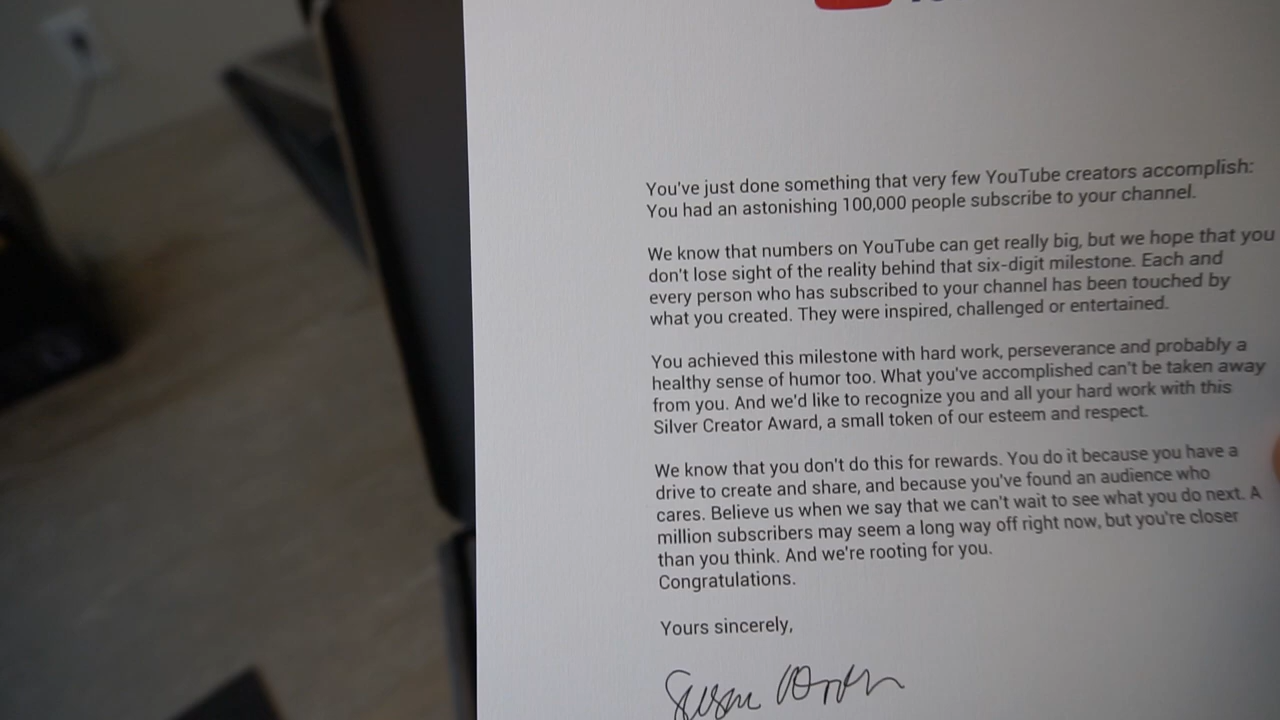 You've just done something that very few YouTube creators accomplish:
You had an astonishing 100,000 people subscribe to your channel.
We know that numbers on YouTube can get really big, but we hope that you
don't lose sight of the reality behind that six-digit milestone. Each and
every person who has subscribed to your channel has been touched by
what you created. They were inspired, challenged or entertained.
You achieved this milestone with hard work, perseverance and probably a
healthy sense of humor too. What you've accomplished can't be taken away
from you. And we'd like to recognize you and all your hard work with this
Silver Creator Award, a small token of our esteem and respect.
We know that you don't do this for rewards. You do it because you have a
drive to create and share, and because you've found an audience who
cares. Believe us when we say that we can't wait to see what you do next. A
million subscribers may seem a long way off right now, but you're closer
than you think. And we're rooting for you.
Congratulations.
Yours sincerely,
Susan